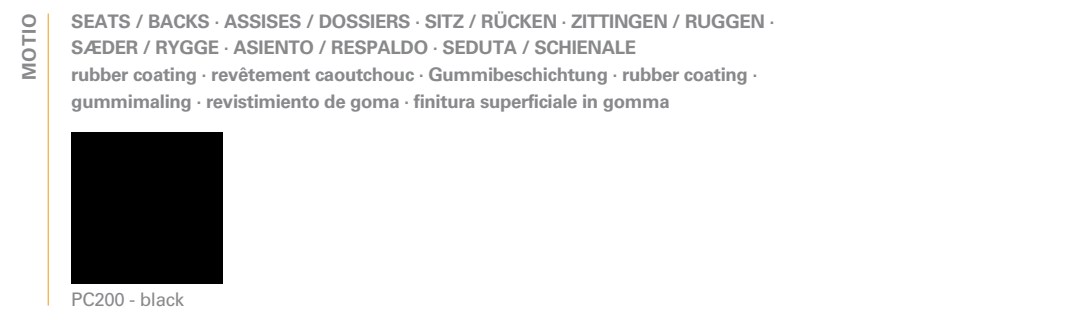 MOTIO
SEATS / BACKS · ASSISES / DOSSIERS · SITZ / RÜCKEN · ZITTINGEN / RUGGEN ·
SÆDER / RYGGE · ASIENTO / RESPALDO · SEDUTA / SCHIENALE
rubber coating · revêtement caoutchouc · Gummibeschichtung · rubber coating ·
gummimaling · revistimiento de goma · finitura superficiale in gomma
PC200 - black